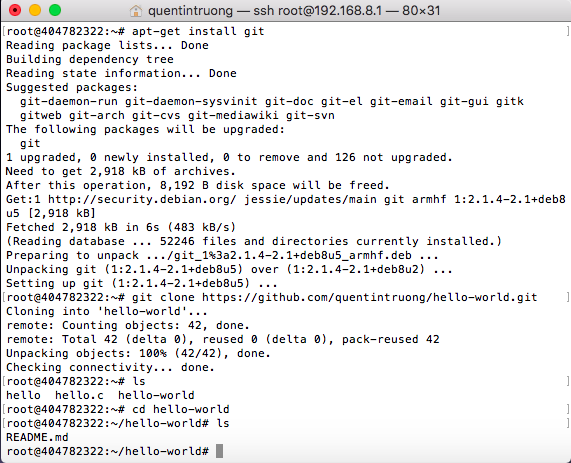 quentintruong — ssh root@192.168.8.1 — 80×31
[root@404782322:~# apt-get install git ]
Reading package lists... Done
Building dependency tree
Reading state information... Done
Suggested packages:
  git-daemon-run git-daemon-sysvinit git-doc git-el git-email git-gui gitk
  gitweb git-arch git-cvs git-mediawiki git-svn
The following packages will be upgraded:
  git
1 upgraded, 0 newly installed, 0 to remove and 126 not upgraded.
Need to get 2,918 kB of archives.
After this operation, 8,192 B disk space will be freed.
Get:1 http://security.debian.org/ jessie/updates/main git armhf 1:2.1.4-2.1+deb8
u5 [2,918 kB]
Fetched 2,918 kB in 6s (483 kB/s)
(Reading database ... 52246 files and directories currently installed.)
Preparing to unpack .../git_1%3a2.1.4-2.1+deb8u5_armhf.deb ...
Unpacking git (1:2.1.4-2.1+deb8u5) over (1:2.1.4-2.1+deb8u2) ...
Setting up git (1:2.1.4-2.1+deb8u5) ...
[root@404782322:~# git clone https://github.com/quentintruong/hello-world.git ]
Cloning into 'hello-world'...
remote: Counting objects: 42, done.
remote: Total 42 (delta 0), reused 0 (delta 0), pack-reused 42
Unpacking objects: 100% (42/42), done.
Checking connectivity... done.
[root@404782322:~# ls ]
hello  hello.c  hello-world
[root@404782322:~# cd hello-world ]
[root@404782322:~/hello-world# ls ]
README.md
root@404782322:~/hello-world#